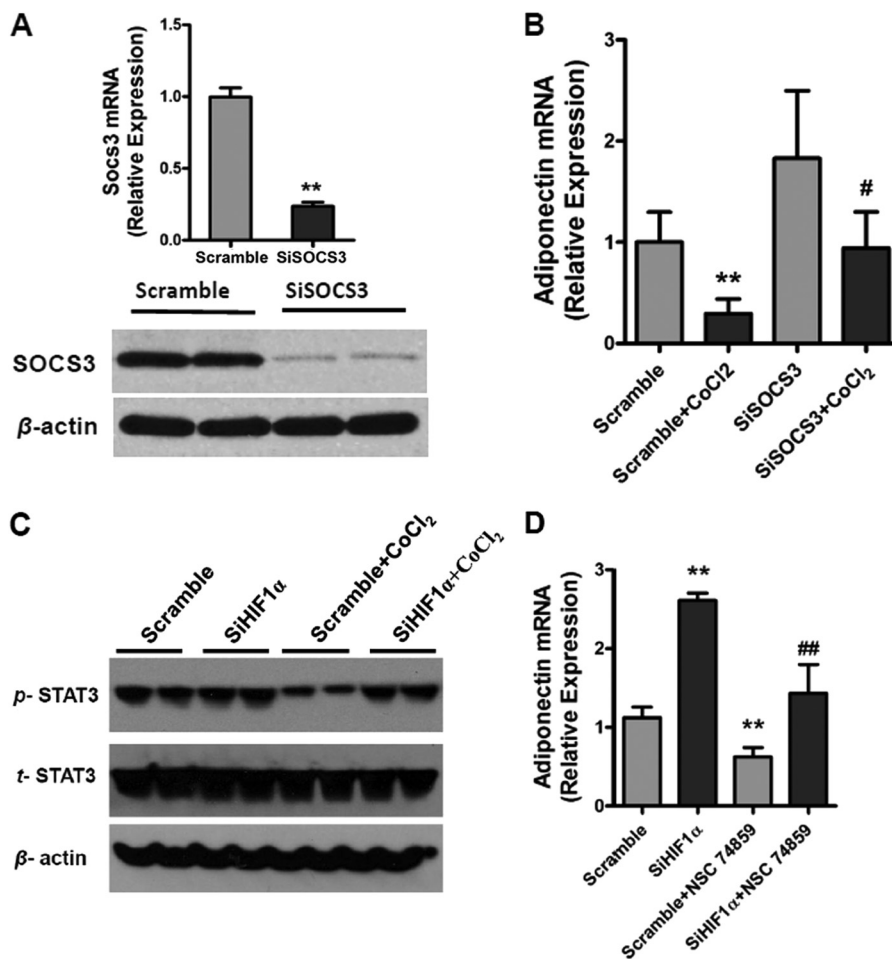 A
Socs3 mRNA
(Relative Expression)
1.5
1.0
0.5
0.0
**
Scramble SiSOCS3
Scramble SiSOCS3
SOCS3
β-actin
B
Adiponectin mRNA
(Relative Expression)
3
2
1
0
**
#
Scramble
Scramble+CoCl2
SiSOCS3
SiSOCS3+CoCl₂
C
Scramble
SiHIF1α
Scramble+CoCl₂
SiHIF1α+CoCl₂
p- STAT3
t- STAT3
β- actin
D
Adiponectin mRNA
(Relative Expression)
3
2
1
0
**
**
##
Scramble
SiHIF1α
Scramble+NSC 74859
SiHIF1α+NSC 74859